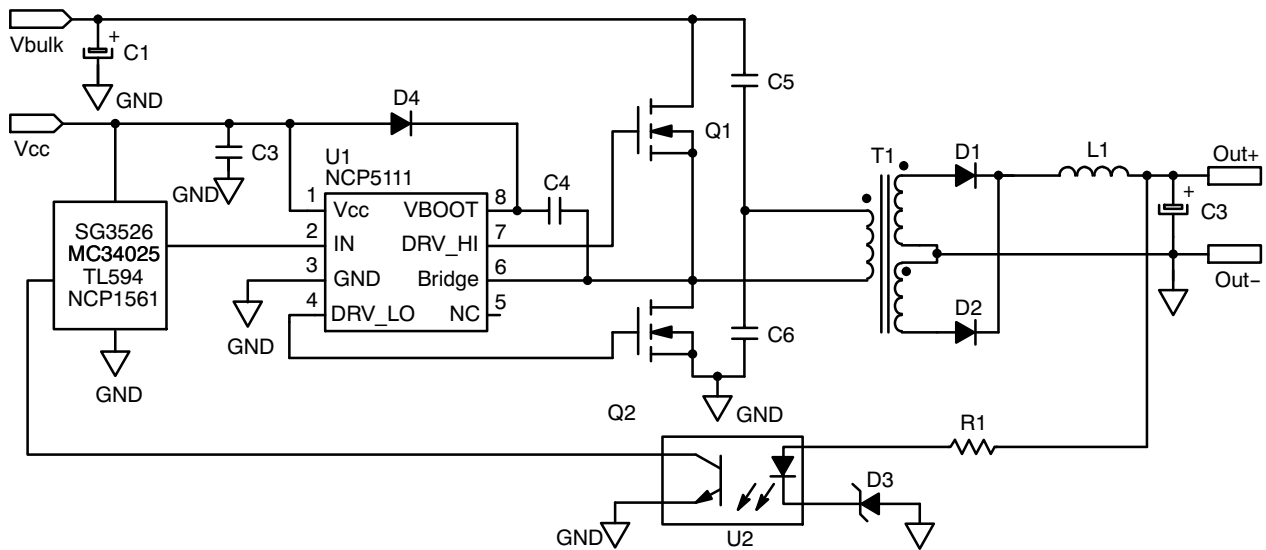 Vbulk
+
C1
GND
Vcc
C3
GND
D4
U1
NCP5111
C4
C5
Q1
1
Vcc
VBOOT
8
2
IN
DRV_HI
7
3
GND
Bridge
6
4
DRV_LO
NC
5
SG3526
MC34025
TL594
NCP1561
GND
GND
C6
Q2
GND
T1
D1
L1
Out+
+
C3
Out−
D2
R1
D3
GND
U2